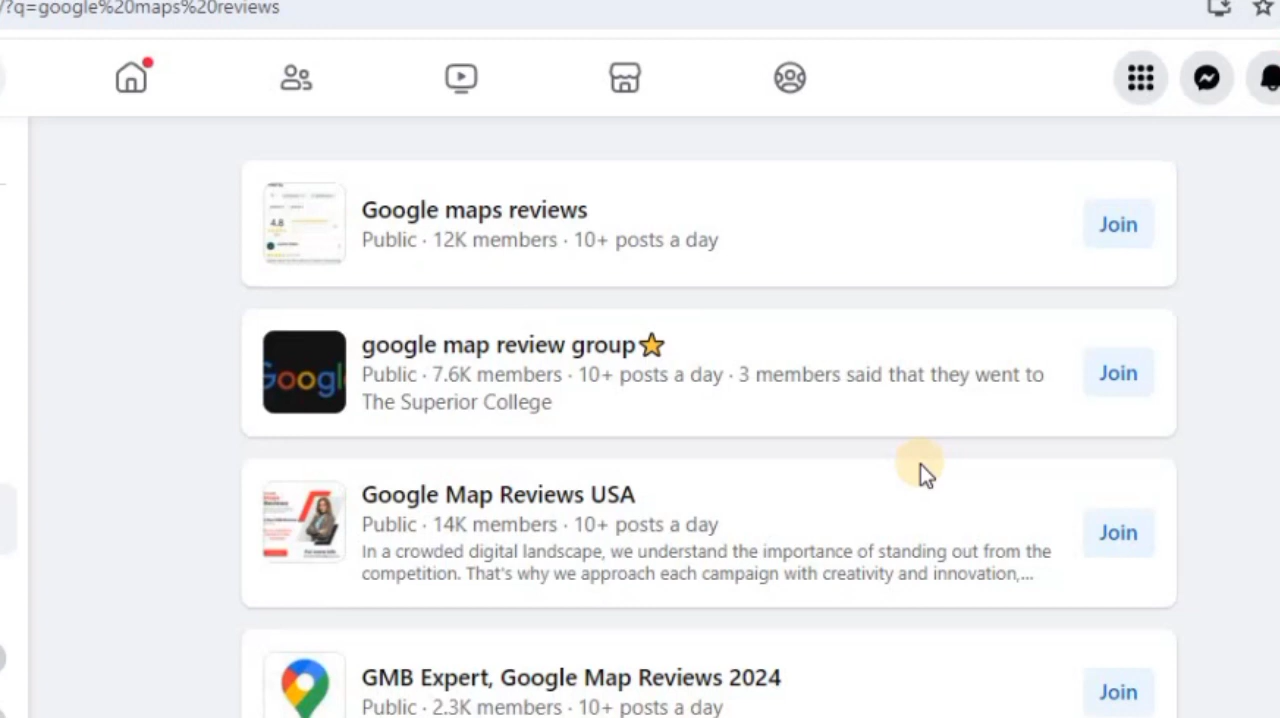 /?q=google%20maps%20reviews
Google maps reviews
Public · 12K members · 10+ posts a day
Join
4.8
google map review group⭐
Public · 7.6K members · 10+ posts a day · 3 members said that they went to
The Superior College
Join
Googl
Google Map Reviews USA
Public · 14K members · 10+ posts a day
In a crowded digital landscape, we understand the importance of standing out from the
competition. That's why we approach each campaign with creativity and innovation,...
Join
GMB Expert, Google Map Reviews 2024
Public · 2.3K members · 10+ posts a day
Join